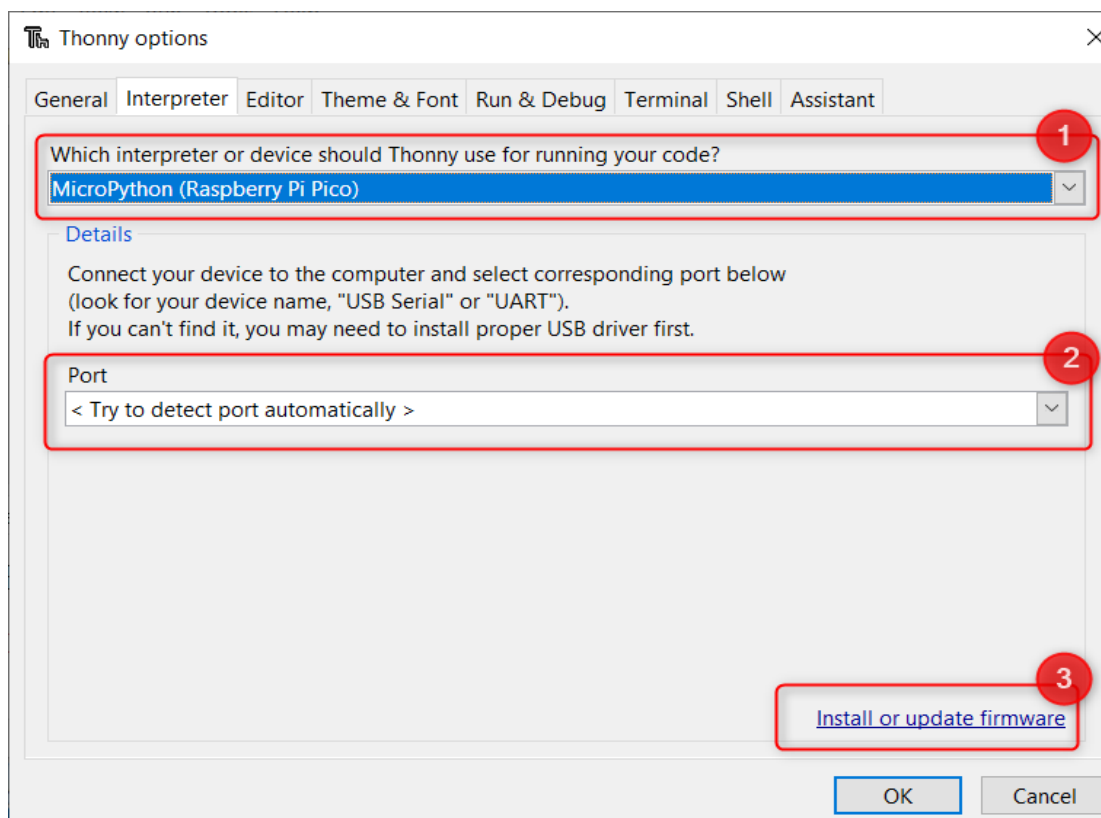 Thonny options
General Interpreter Editor Theme & Font Run & Debug Terminal Shell Assistant
1
Which interpreter or device should Thonny use for running your code?
MicroPython (Raspberry Pi Pico)
Details
Connect your device to the computer and select corresponding port below
(look for your device name, "USB Serial" or "UART").
If you can't find it, you may need to install proper USB driver first.
2
Port
< Try to detect port automatically >
3
Install or update firmware
OK Cancel